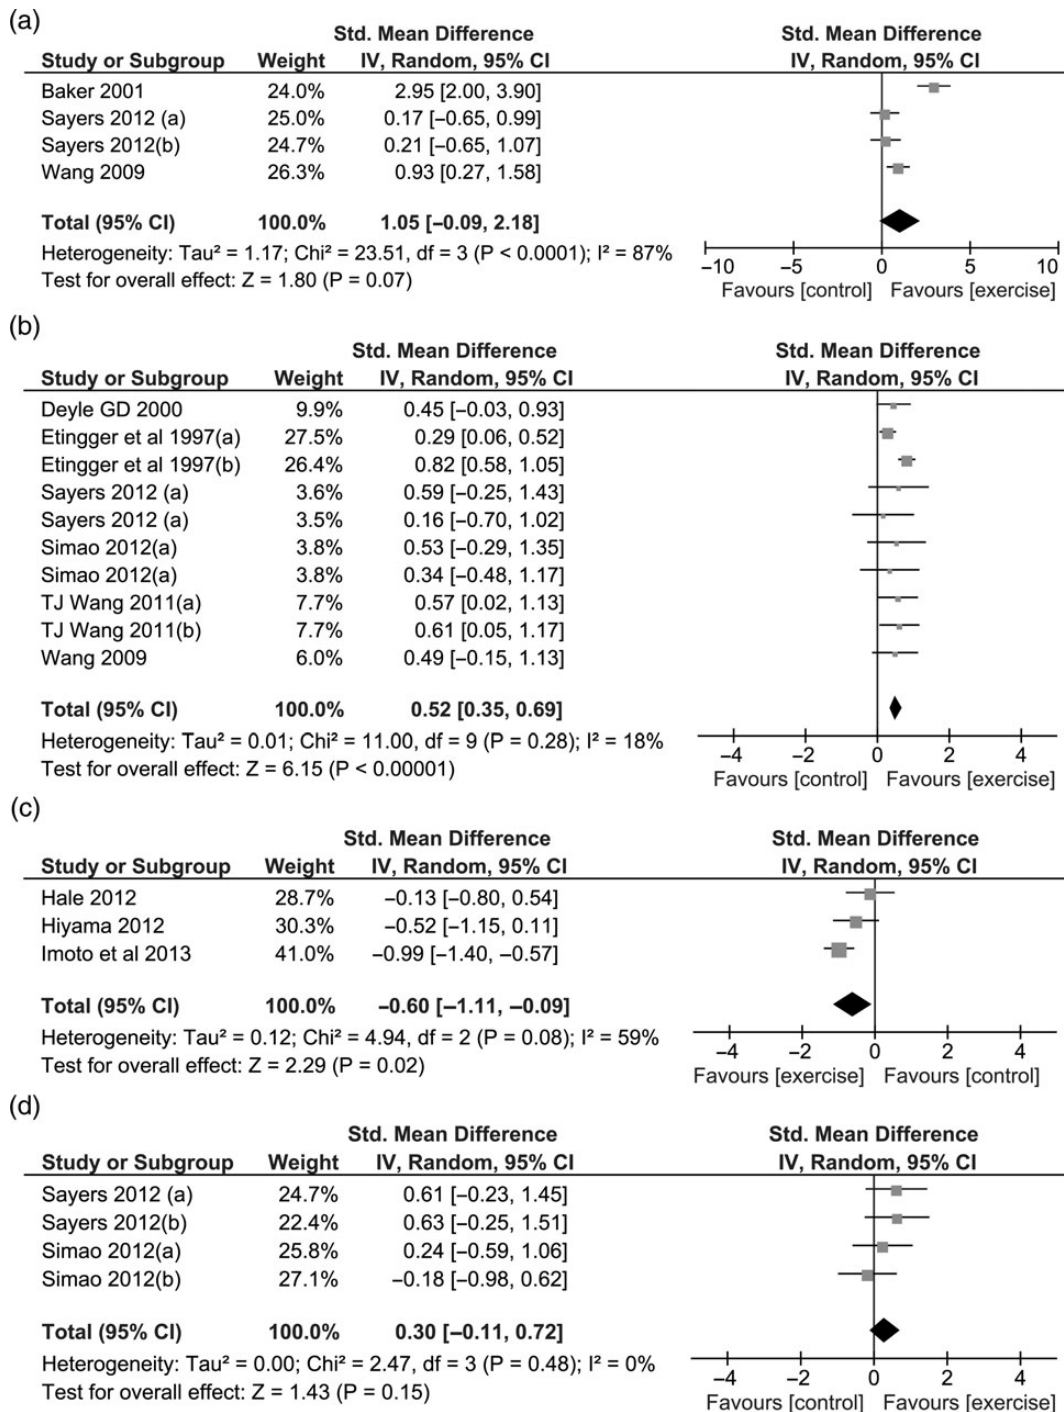 (a)
Std. Mean Difference Std. Mean Difference
Study or Subgroup Weight IV, Random, 95% CI IV, Random, 95% CI
Baker 2001 24.0% 2.95 [2.00, 3.90]
Sayers 2012 (a) 25.0% 0.17 [−0.65, 0.99]
Sayers 2012(b) 24.7% 0.21 [−0.65, 1.07]
Wang 2009 26.3% 0.93 [0.27, 1.58]
Total (95% CI) 100.0% 1.05 [−0.09, 2.18]
Heterogeneity: Tau² = 1.17; Chi² = 23.51, df = 3 (P < 0.0001); I² = 87%
Test for overall effect: Z = 1.80 (P = 0.07)
−10 −5 0 5 10
Favours [control] Favours [exercise]
(b)
Std. Mean Difference Std. Mean Difference
Study or Subgroup Weight IV, Random, 95% CI IV, Random, 95% CI
Deyle GD 2000 9.9% 0.45 [−0.03, 0.93]
Etingger et al 1997(a) 27.5% 0.29 [0.06, 0.52]
Etingger et al 1997(b) 26.4% 0.82 [0.58, 1.05]
Sayers 2012 (a) 3.6% 0.59 [−0.25, 1.43]
Sayers 2012 (a) 3.5% 0.16 [−0.70, 1.02]
Simao 2012(a) 3.8% 0.53 [−0.29, 1.35]
Simao 2012(a) 3.8% 0.34 [−0.48, 1.17]
TJ Wang 2011(a) 7.7% 0.57 [0.02, 1.13]
TJ Wang 2011(b) 7.7% 0.61 [0.05, 1.17]
Wang 2009 6.0% 0.49 [−0.15, 1.13]
Total (95% CI) 100.0% 0.52 [0.35, 0.69]
Heterogeneity: Tau² = 0.01; Chi² = 11.00, df = 9 (P = 0.28); I² = 18%
Test for overall effect: Z = 6.15 (P < 0.00001)
−4 −2 0 2 4
Favours [control] Favours [exercise]
(c)
Std. Mean Difference Std. Mean Difference
Study or Subgroup Weight IV, Random, 95% CI IV, Random, 95% CI
Hale 2012 28.7% −0.13 [−0.80, 0.54]
Hiyama 2012 30.3% −0.52 [−1.15, 0.11]
Imoto et al 2013 41.0% −0.99 [−1.40, −0.57]
Total (95% CI) 100.0% −0.60 [−1.11, −0.09]
Heterogeneity: Tau² = 0.12; Chi² = 4.94, df = 2 (P = 0.08); I² = 59%
Test for overall effect: Z = 2.29 (P = 0.02)
−4 −2 0 2 4
Favours [exercise] Favours [control]
(d)
Std. Mean Difference Std. Mean Difference
Study or Subgroup Weight IV, Random, 95% CI IV, Random, 95% CI
Sayers 2012 (a) 24.7% 0.61 [−0.23, 1.45]
Sayers 2012(b) 22.4% 0.63 [−0.25, 1.51]
Simao 2012(a) 25.8% 0.24 [−0.59, 1.06]
Simao 2012(b) 27.1% −0.18 [−0.98, 0.62]
Total (95% CI) 100.0% 0.30 [−0.11, 0.72]
Heterogeneity: Tau² = 0.00; Chi² = 2.47, df = 3 (P = 0.48); I² = 0%
Test for overall effect: Z = 1.43 (P = 0.15)
−4 −2 0 2 4
Favours [control] Favours [exercise]